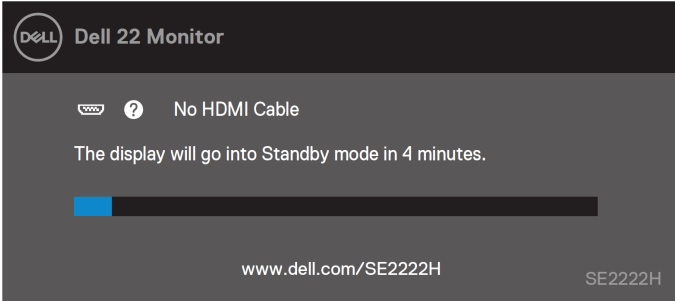 DELL
Dell 22 Monitor
? No HDMI Cable
The display will go into Standby mode in 4 minutes.
www.dell.com/SE2222H
SE2222H